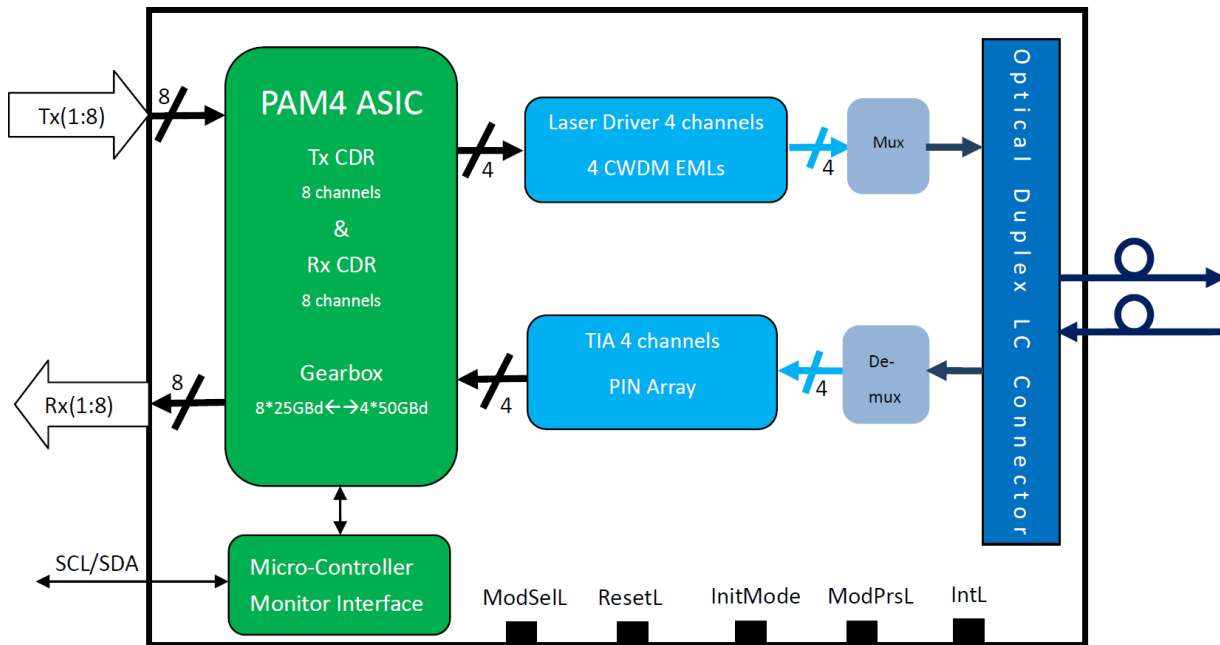 Tx(1:8)
8
PAM4 ASIC
Tx CDR
8 channels
&
Rx CDR
8 channels
Gearbox
8*25GBd←→4*50GBd
4
Laser Driver 4 channels
4 CWDM EMLs
4
Mux
Optical Duplex LC Connector
TIA 4 channels
PIN Array
4
De-
mux
4
8
Rx(1:8)
SCL/SDA
Micro-Controller
Monitor Interface
ModSelL
ResetL
InitMode
ModPrsL
IntL